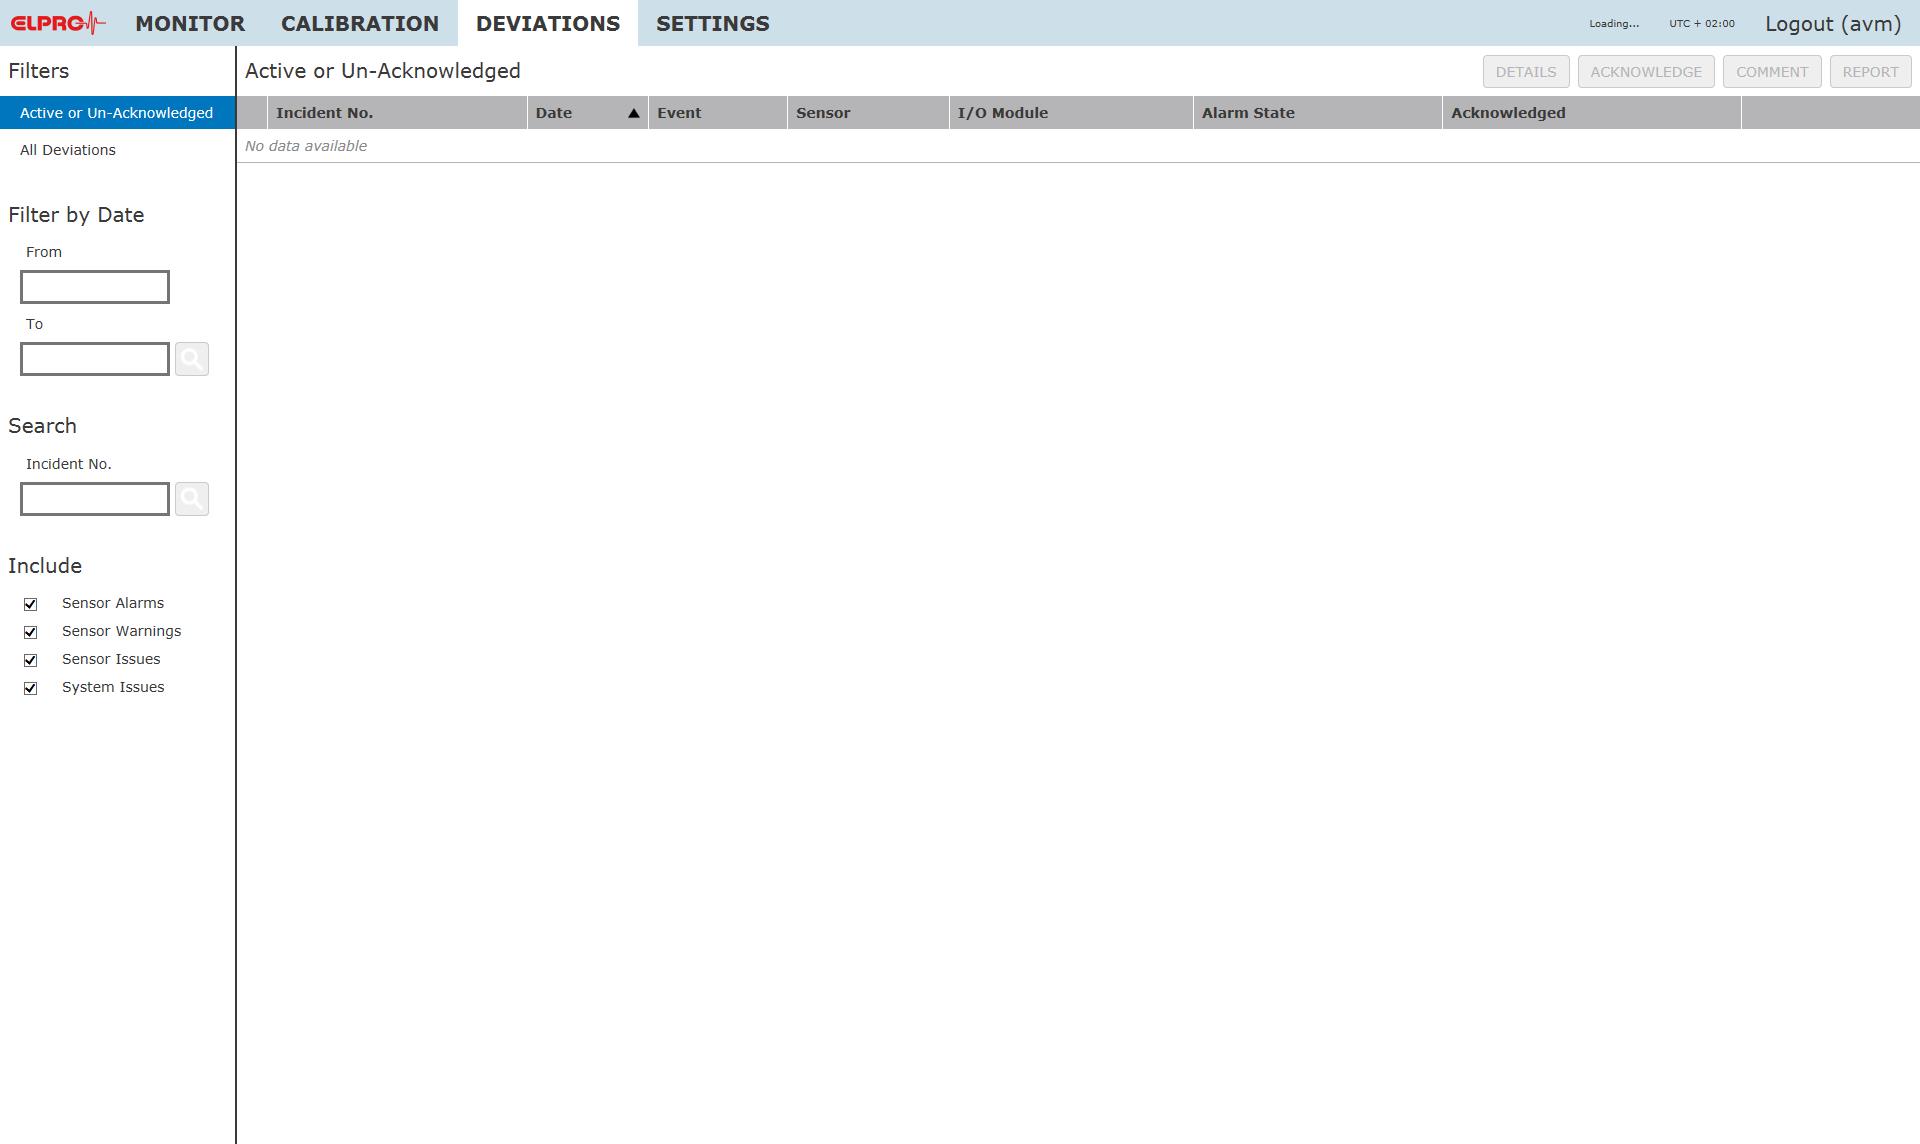 ELPRO MONITOR CALIBRATION DEVIATIONS SETTINGS Loading... UTC + 02:00 Logout (avm)
Filters
Active or Un-Acknowledged
All Deviations
Filter by Date
From
To
Search
Incident No.
Include
Sensor Alarms
Sensor Warnings
Sensor Issues
System Issues
Active or Un-Acknowledged DETAILS ACKNOWLEDGE COMMENT REPORT
Incident No. Date Event Sensor I/O Module Alarm State Acknowledged
No data available